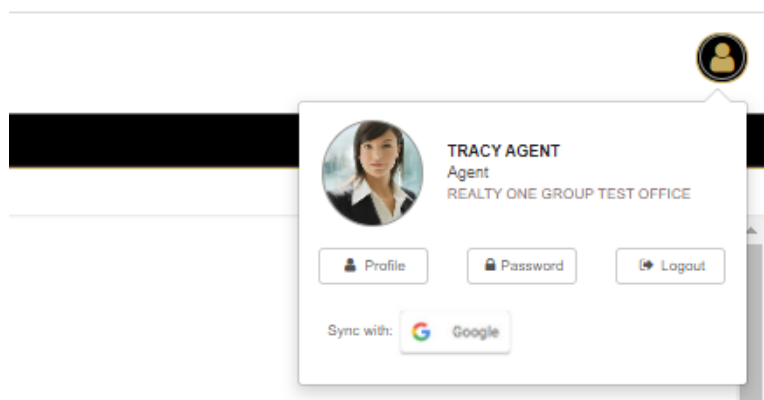 TRACY AGENT
Agent
REALTY ONE GROUP TEST OFFICE
Profile
Password
Logout
Sync with: Google